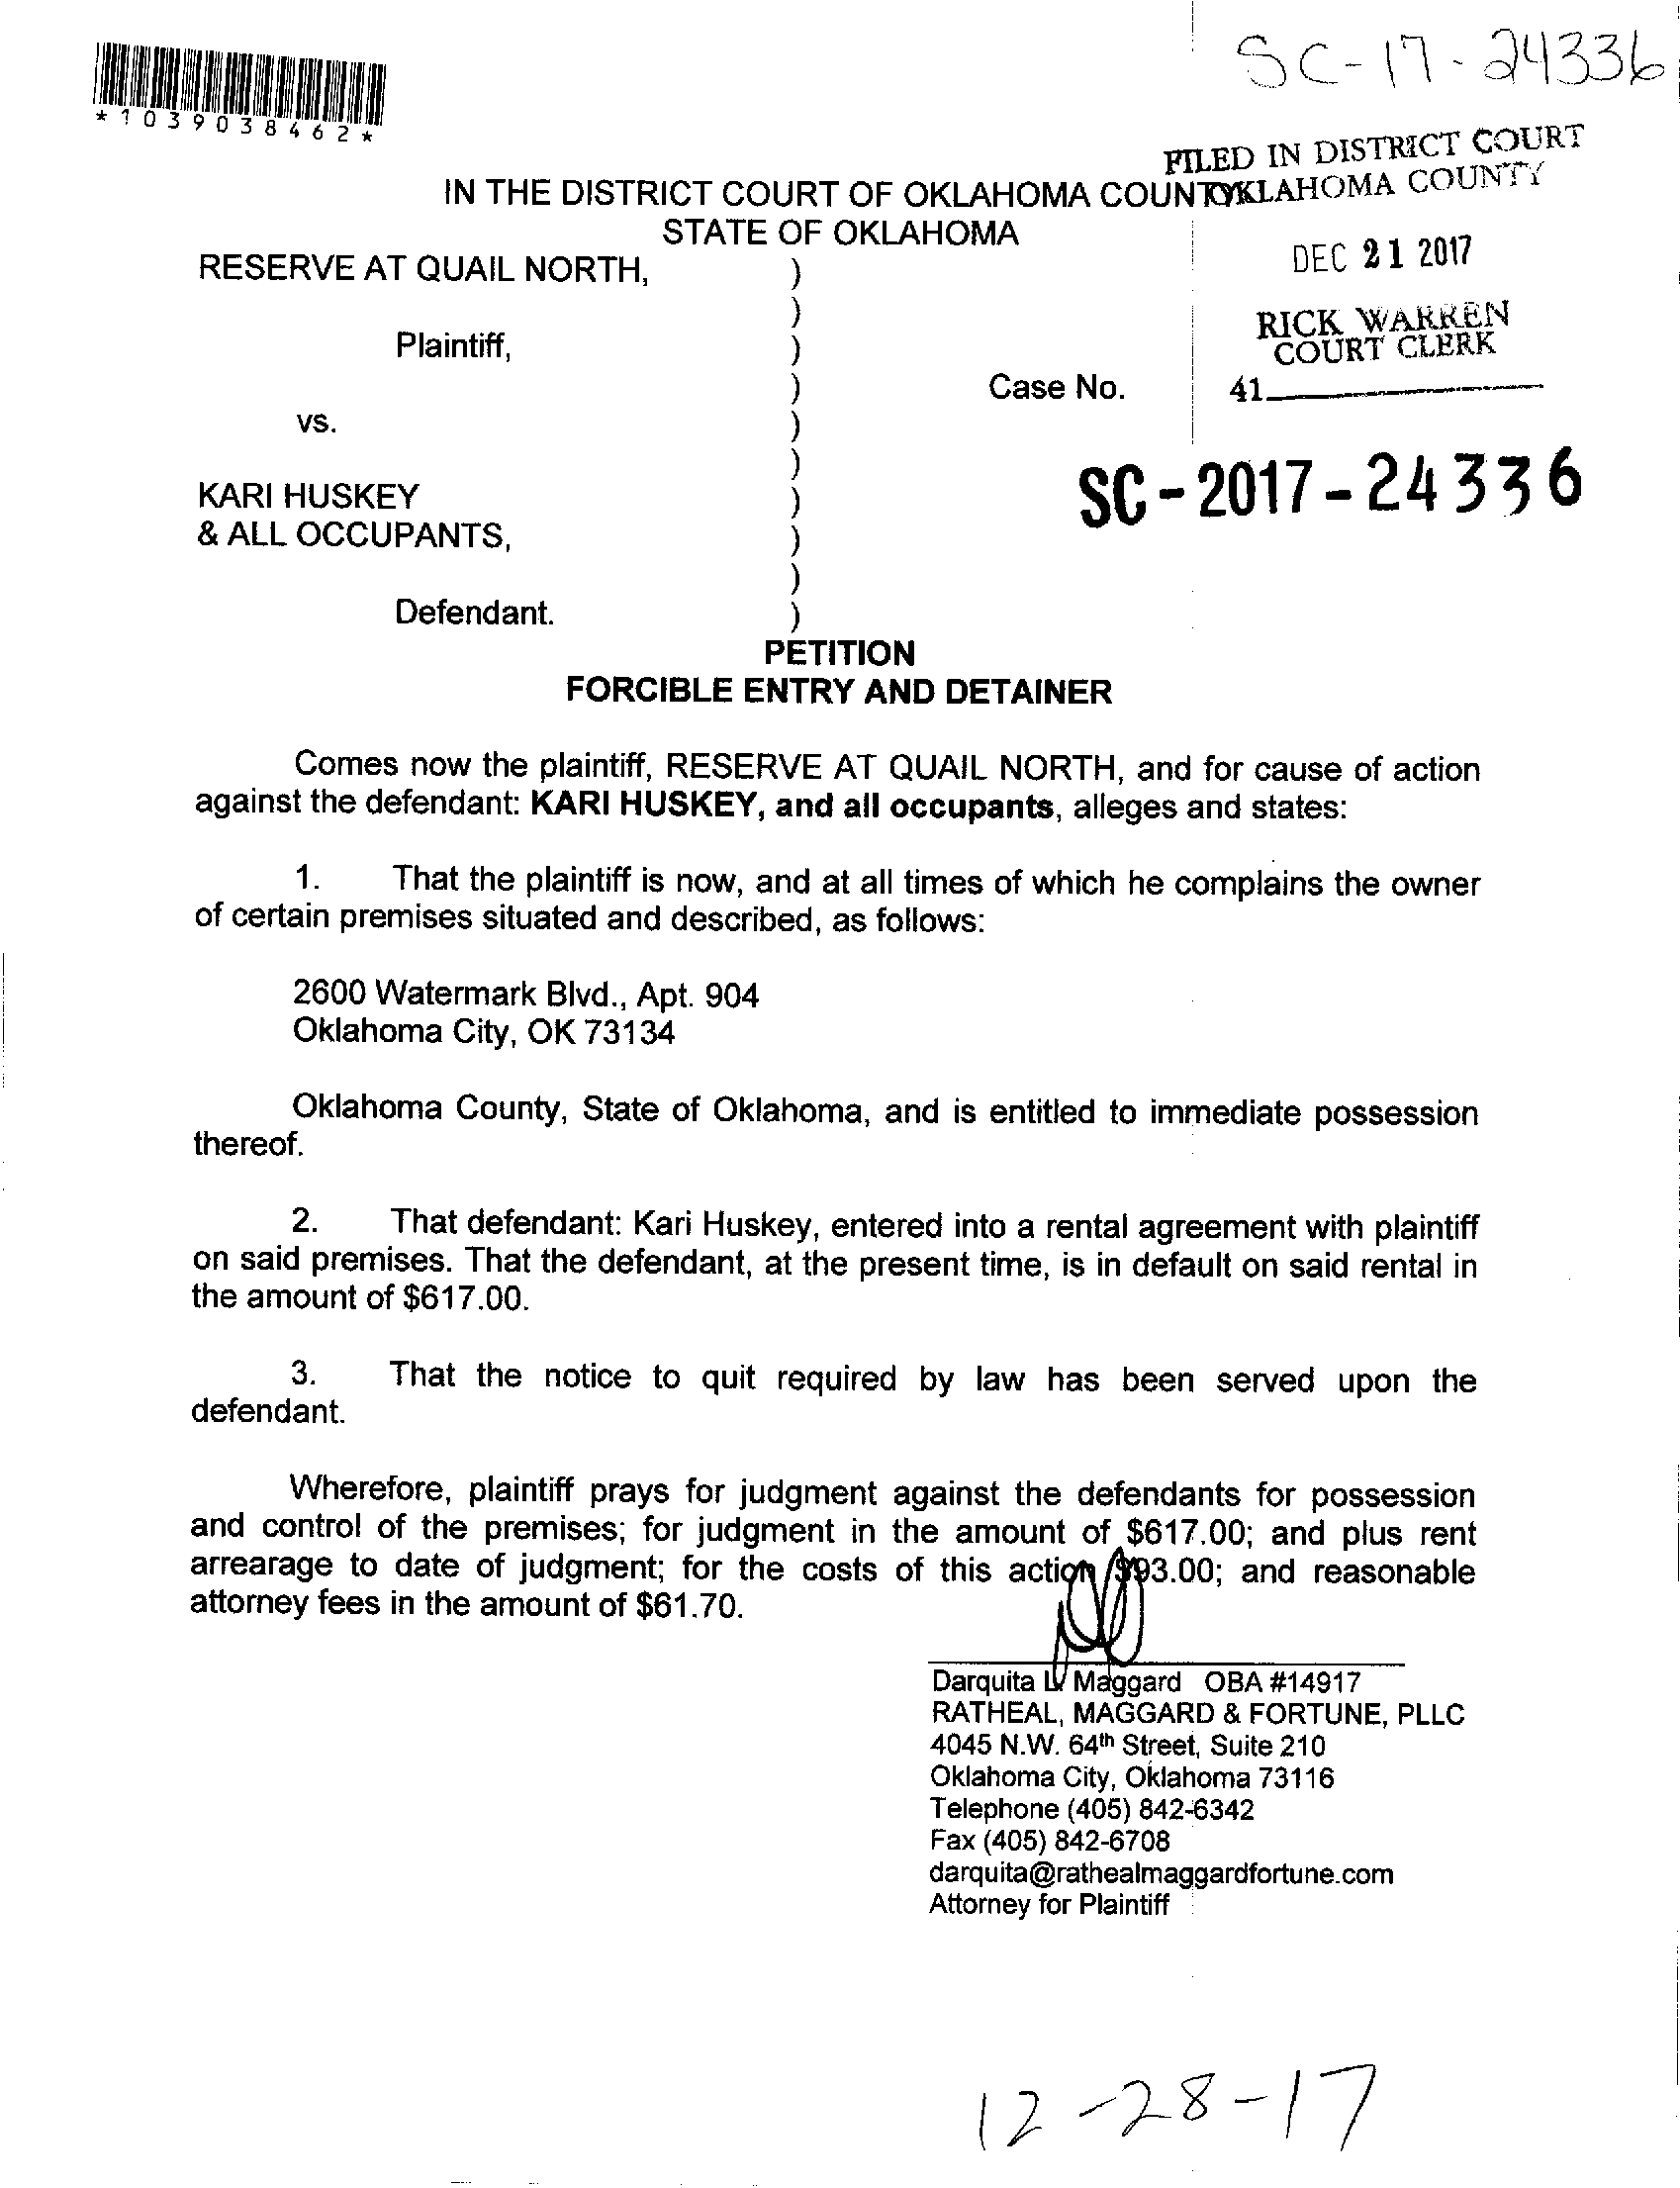 SC-17-24336
*1039038462*
FILED IN DISTRICT COURT
OKLAHOMA COUNTY
IN THE DISTRICT COURT OF OKLAHOMA COUNTY
STATE OF OKLAHOMA
DEC 21 2017
RICK WARREN
COURT CLERK
41
RESERVE AT QUAIL NORTH, )
)
Plaintiff, )
) Case No.
vs. )
)
SC-2017-24336
KARI HUSKEY )
& ALL OCCUPANTS, )
)
Defendant. )
PETITION
FORCIBLE ENTRY AND DETAINER
Comes now the plaintiff, RESERVE AT QUAIL NORTH, and for cause of action
against the defendant: KARI HUSKEY, and all occupants, alleges and states:
1. That the plaintiff is now, and at all times of which he complains the owner
of certain premises situated and described, as follows:
2600 Watermark Blvd., Apt. 904
Oklahoma City, OK 73134
Oklahoma County, State of Oklahoma, and is entitled to immediate possession
thereof.
2. That defendant: Kari Huskey, entered into a rental agreement with plaintiff
on said premises. That the defendant, at the present time, is in default on said rental in
the amount of $617.00.
3. That the notice to quit required by law has been served upon the
defendant.
Wherefore, plaintiff prays for judgment against the defendants for possession
and control of the premises; for judgment in the amount of $617.00; and plus rent
arrearage to date of judgment; for the costs of this action $93.00; and reasonable
attorney fees in the amount of $61.70.
Darquita L. Maggard OBA #14917
RATHEAL, MAGGARD & FORTUNE, PLLC
4045 N.W. 64th Street, Suite 210
Oklahoma City, Oklahoma 73116
Telephone (405) 842-6342
Fax (405) 842-6708
darquita@rathealmaggardfortune.com
Attorney for Plaintiff
12-28-17